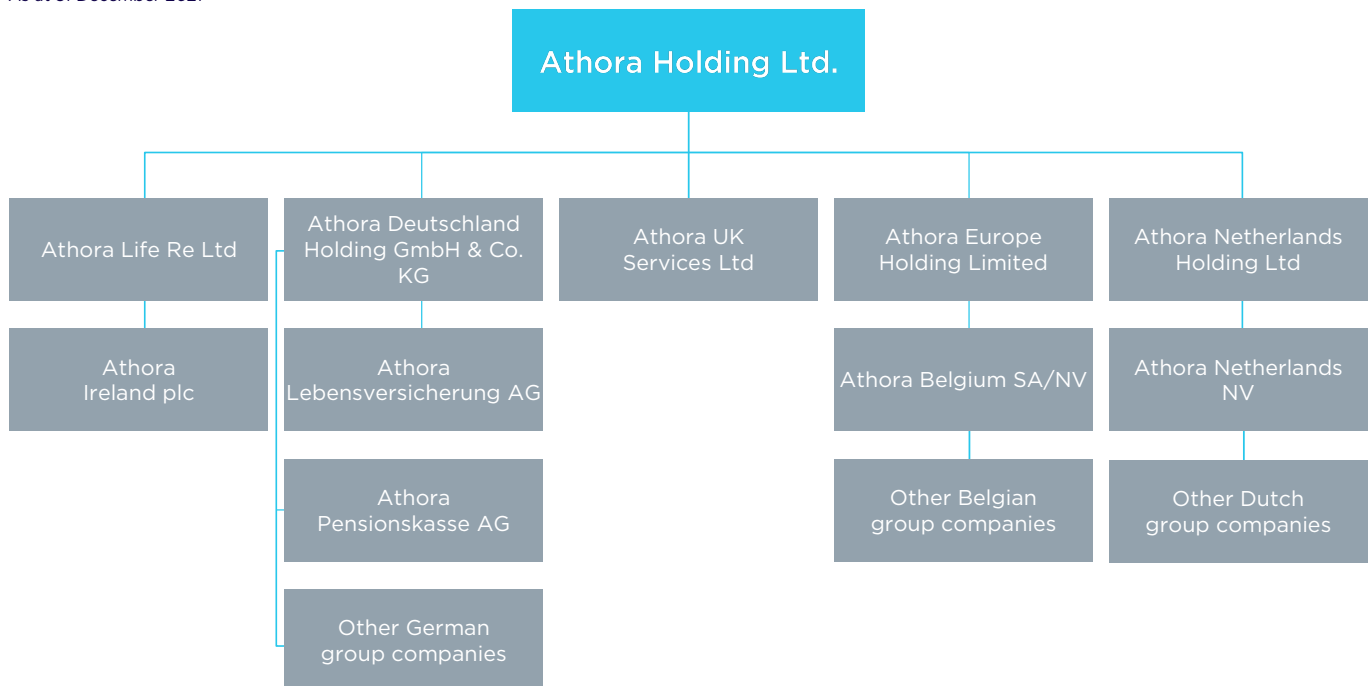 Athora Holding Ltd.
Athora Life Re Ltd
Athora Deutschland
Holding GmbH & Co.
KG
Athora UK
Services Ltd
Athora Europe
Holding Limited
Athora Netherlands
Holding Ltd
Athora
Ireland plc
Athora
Lebensversicherung AG
Athora Belgium SA/NV
Athora Netherlands
NV
Athora
Pensionskasse AG
Other Belgian
group companies
Other Dutch
group companies
Other German
group companies